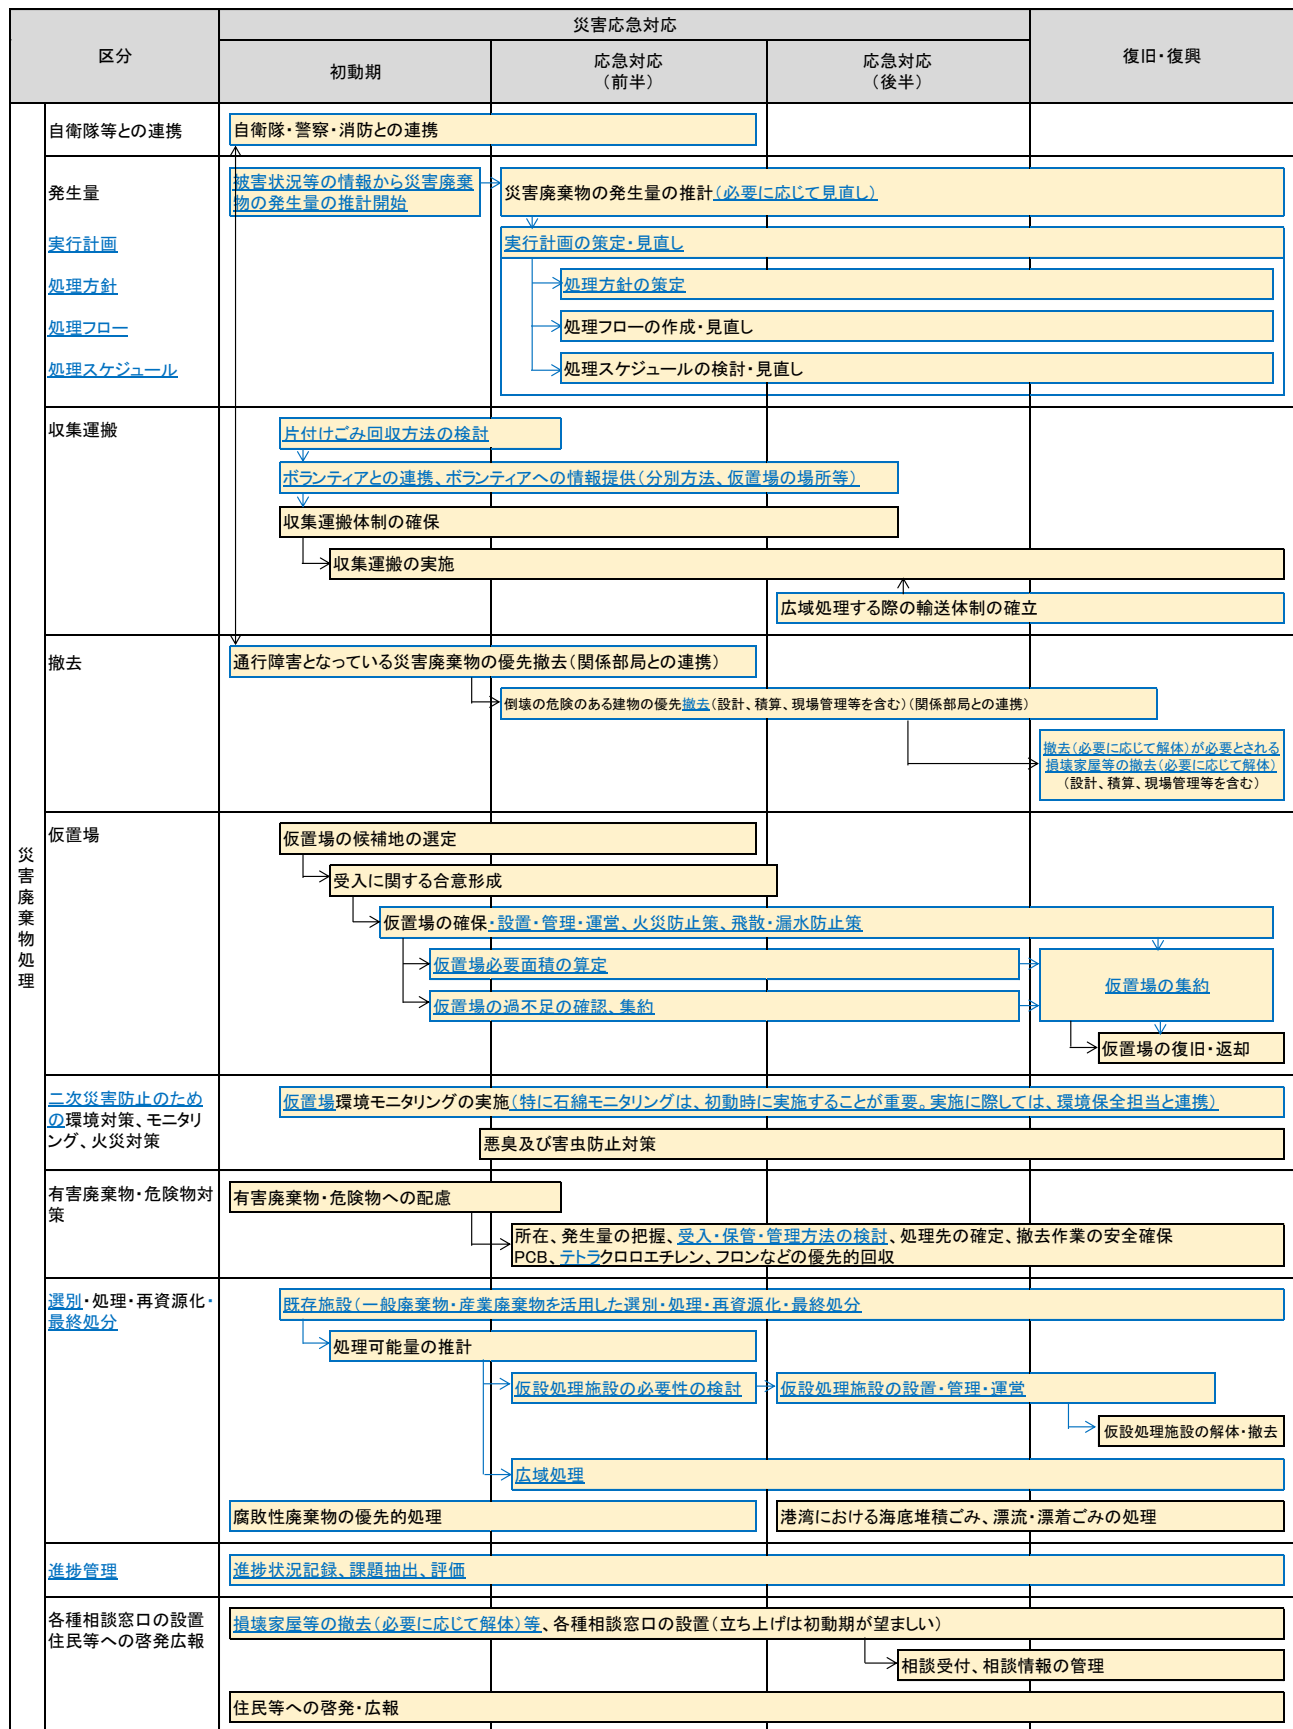 区分
災害応急対応
復旧・復興
初動期
応急対応
（前半）
応急対応
（後半）
災害廃棄物処理
自衛隊等との連携
自衛隊・警察・消防との連携
発生量
被害状況等の情報から災害廃棄
物の発生量の推計開始
災害廃棄物の発生量の推計（必要に応じて見直し）
実行計画
実行計画の策定・見直し
処理方針
処理方針の策定
処理フロー
処理フローの作成・見直し
処理スケジュール
処理スケジュールの検討・見直し
収集運搬
片付けごみ回収方法の検討
ボランティアとの連携、ボランティアへの情報提供（分別方法、仮置場の場所等）
収集運搬体制の確保
収集運搬の実施
広域処理する際の輸送体制の確立
撤去
通行障害となっている災害廃棄物の優先撤去（関係部局との連携）
倒壊の危険のある建物の優先撤去（設計、積算、現場管理等を含む）（関係部局との連携）
撤去（必要に応じて解体）が必要とされる
損壊家屋等の撤去（必要に応じて解体）
（設計、積算、現場管理等を含む）
仮置場
仮置場の候補地の選定
受入に関する合意形成
仮置場の確保・設置・管理・運営、火災防止策、飛散・漏水防止策
仮置場必要面積の算定
仮置場の過不足の確認、集約
仮置場の集約
仮置場の復旧・返却
二次災害防止のため
の環境対策、モニタリ
ング、火災対策
仮置場環境モニタリングの実施（特に石綿モニタリングは、初動時に実施することが重要。実施に際しては、環境保全担当と連携）
悪臭及び害虫防止対策
有害廃棄物・危険物対
策
有害廃棄物・危険物への配慮
所在、発生量の把握、受入・保管・管理方法の検討、処理先の確定、撤去作業の安全確保
PCB、テトラクロロエチレン、フロンなどの優先的回収
選別・処理・再資源化・
最終処分
既存施設（一般廃棄物・産業廃棄物を活用した選別・処理・再資源化・最終処分
処理可能量の推計
仮設処理施設の必要性の検討
仮設処理施設の設置・管理・運営
仮設処理施設の解体・撤去
広域処理
腐敗性廃棄物の優先的処理
港湾における海底堆積ごみ、漂流・漂着ごみの処理
進捗管理
進捗状況記録、課題抽出、評価
各種相談窓口の設置
住民等への啓発広報
損壊家屋等の撤去（必要に応じて解体）等、各種相談窓口の設置（立ち上げは初動期が望ましい）
相談受付、相談情報の管理
住民等への啓発・広報